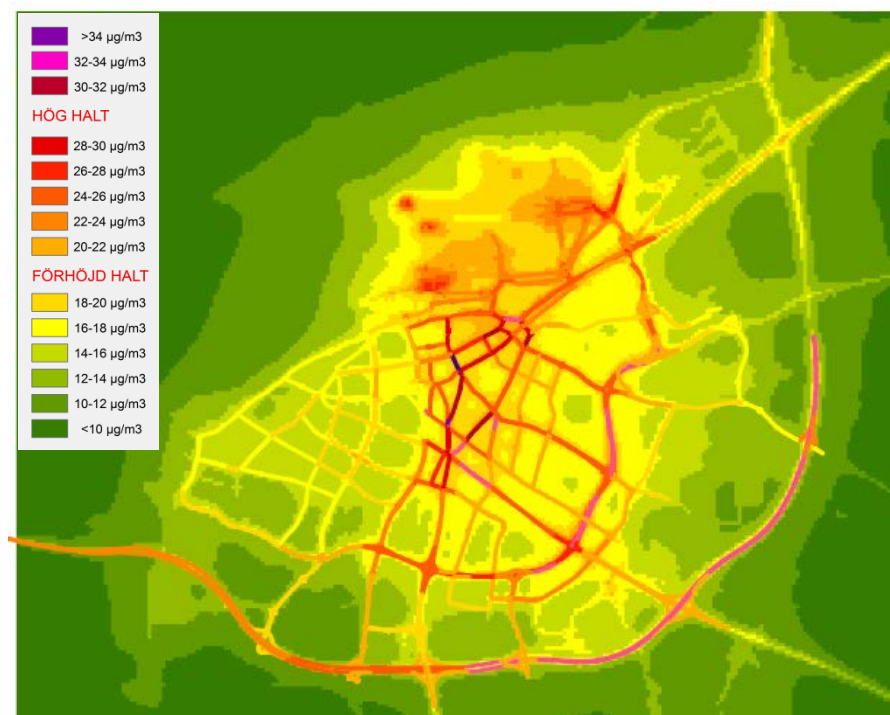 >34 µg/m3
32-34 µg/m3
30-32 µg/m3
HÖG HALT
28-30 µg/m3
26-28 µg/m3
24-26 µg/m3
22-24 µg/m3
20-22 µg/m3
FÖRHÖJD HALT
18-20 µg/m3
16-18 µg/m3
14-16 µg/m3
12-14 µg/m3
10-12 µg/m3
<10 µg/m3